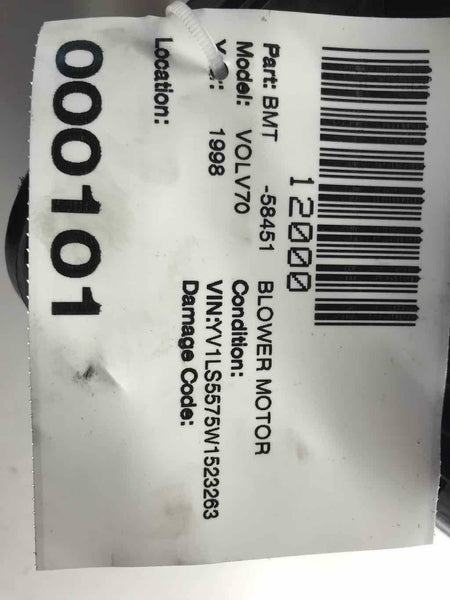 12000
Part: BMT -58451 BLOWER MOTOR
Model: VOLV70 Condition:
1998 VIN:YV1LS5575W1523263
Damage Code:
Location:
000101